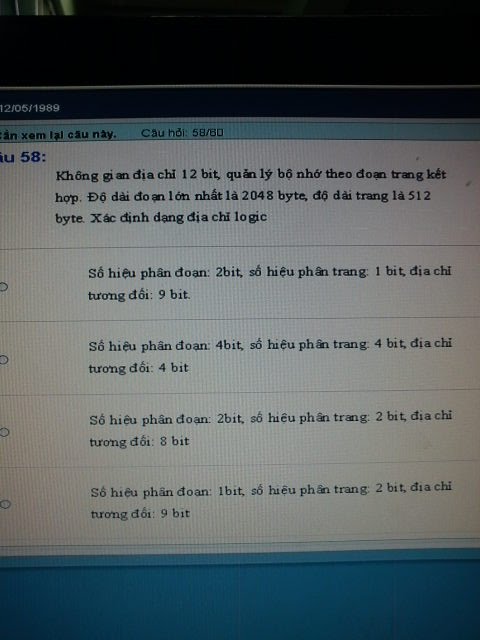 12/05/1989
cần xem lại câu này. Câu hỏi: 58/80
âu 58:
Không gian địa chỉ 12 bit, quản lý bộ nhớ theo đoạn trang kết
hợp. Độ dài đoạn lớn nhất là 2048 byte, độ dài trang là 512
byte. Xác định dạng địa chỉ logic
Số hiệu phân đoạn: 2bit, số hiệu phân trang: 1 bit, địa chỉ
tương đối: 9 bit.
Số hiệu phân đoạn: 4bit, số hiệu phân trang: 4 bit, địa chỉ
tương đối: 4 bit
Số hiệu phân đoạn: 2bit, số hiệu phân trang: 2 bit, địa chỉ
tương đối: 8 bit
Số hiệu phân đoạn: 1bit, số hiệu phân trang: 2 bit, địa chỉ
tương đối: 9 bit